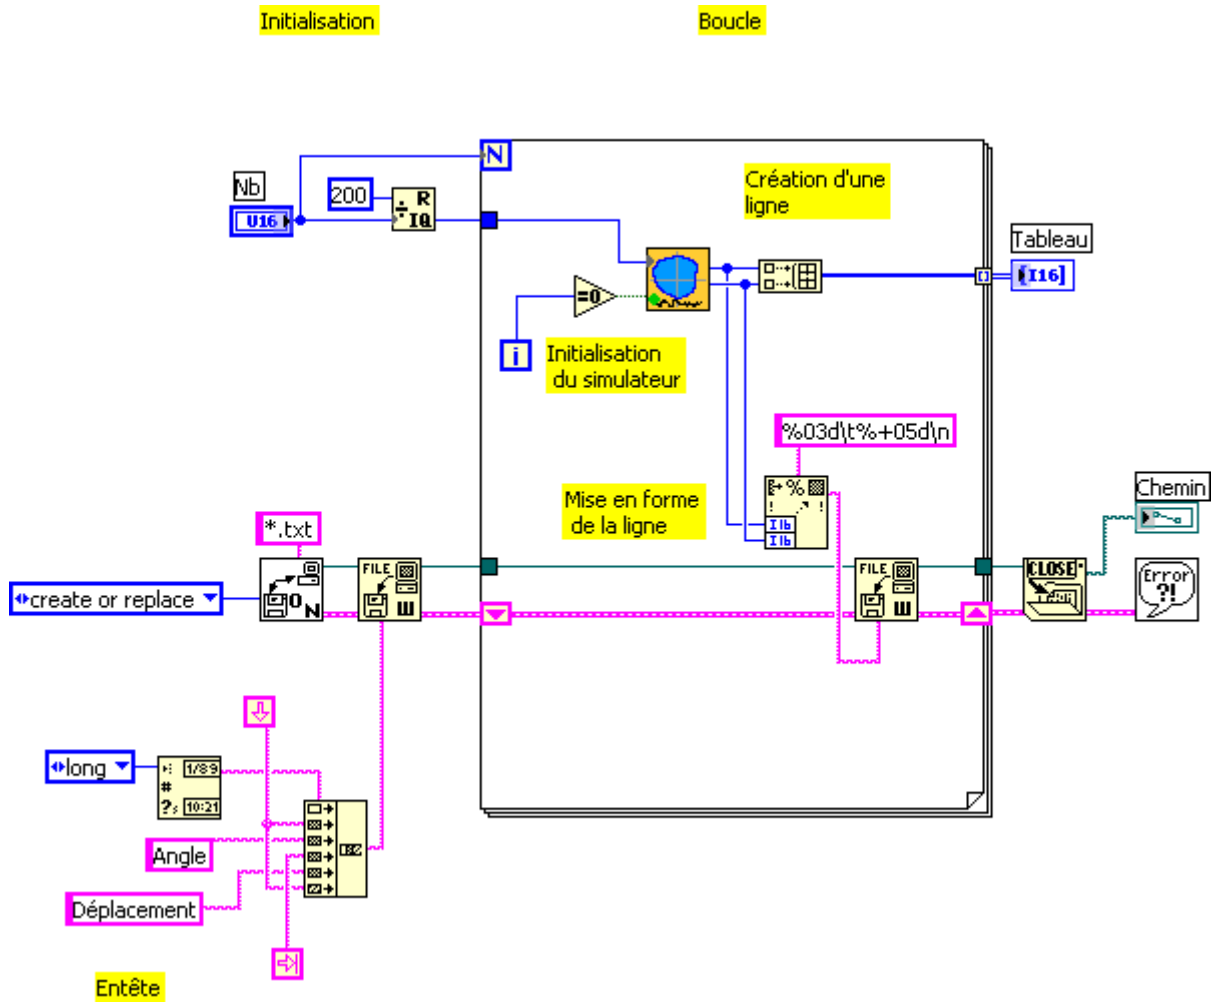 Initialisation
Boucle
N
Nb
U16
200
R
IQ
Création d'une
ligne
Tableau
[I16]
=0
i
Initialisation
du simulateur
%03d\t%+05d\n
%
Mise en forme
de la ligne
Chemin
*.txt
create or replace
O
N
FILE
W
FILE
W
CLOSE
Error
?!
long
1/89
#
?
10:21
Angle
Déplacement
Entête